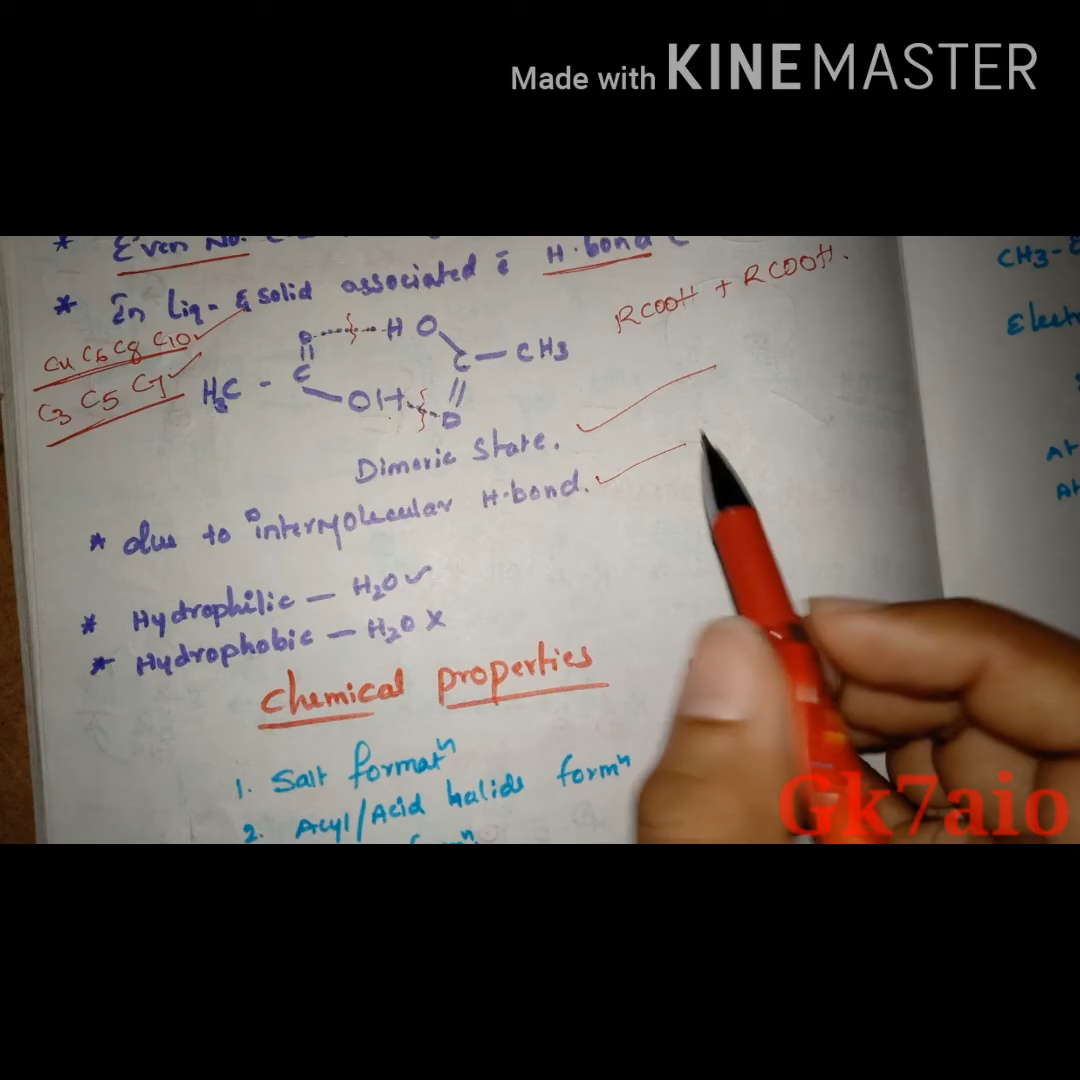 Made with KINEMASTER
* Even No.
* In Liq- & Solid associated c̄ H-bond
RCOOH + RCOOH.
CH3-
C4 C6 C8 C10
C3 C5 C7
O H O
H3C - C C — CH3
OH O
Elect
Dimeric State.
* due to intermolecular H-bond.
* Hydrophilic — H2O ✓
* Hydrophobic — H2O X
Chemical properties
1. Salt formatⁿ
2. Acyl/Acid halide formⁿ
Gk7aio